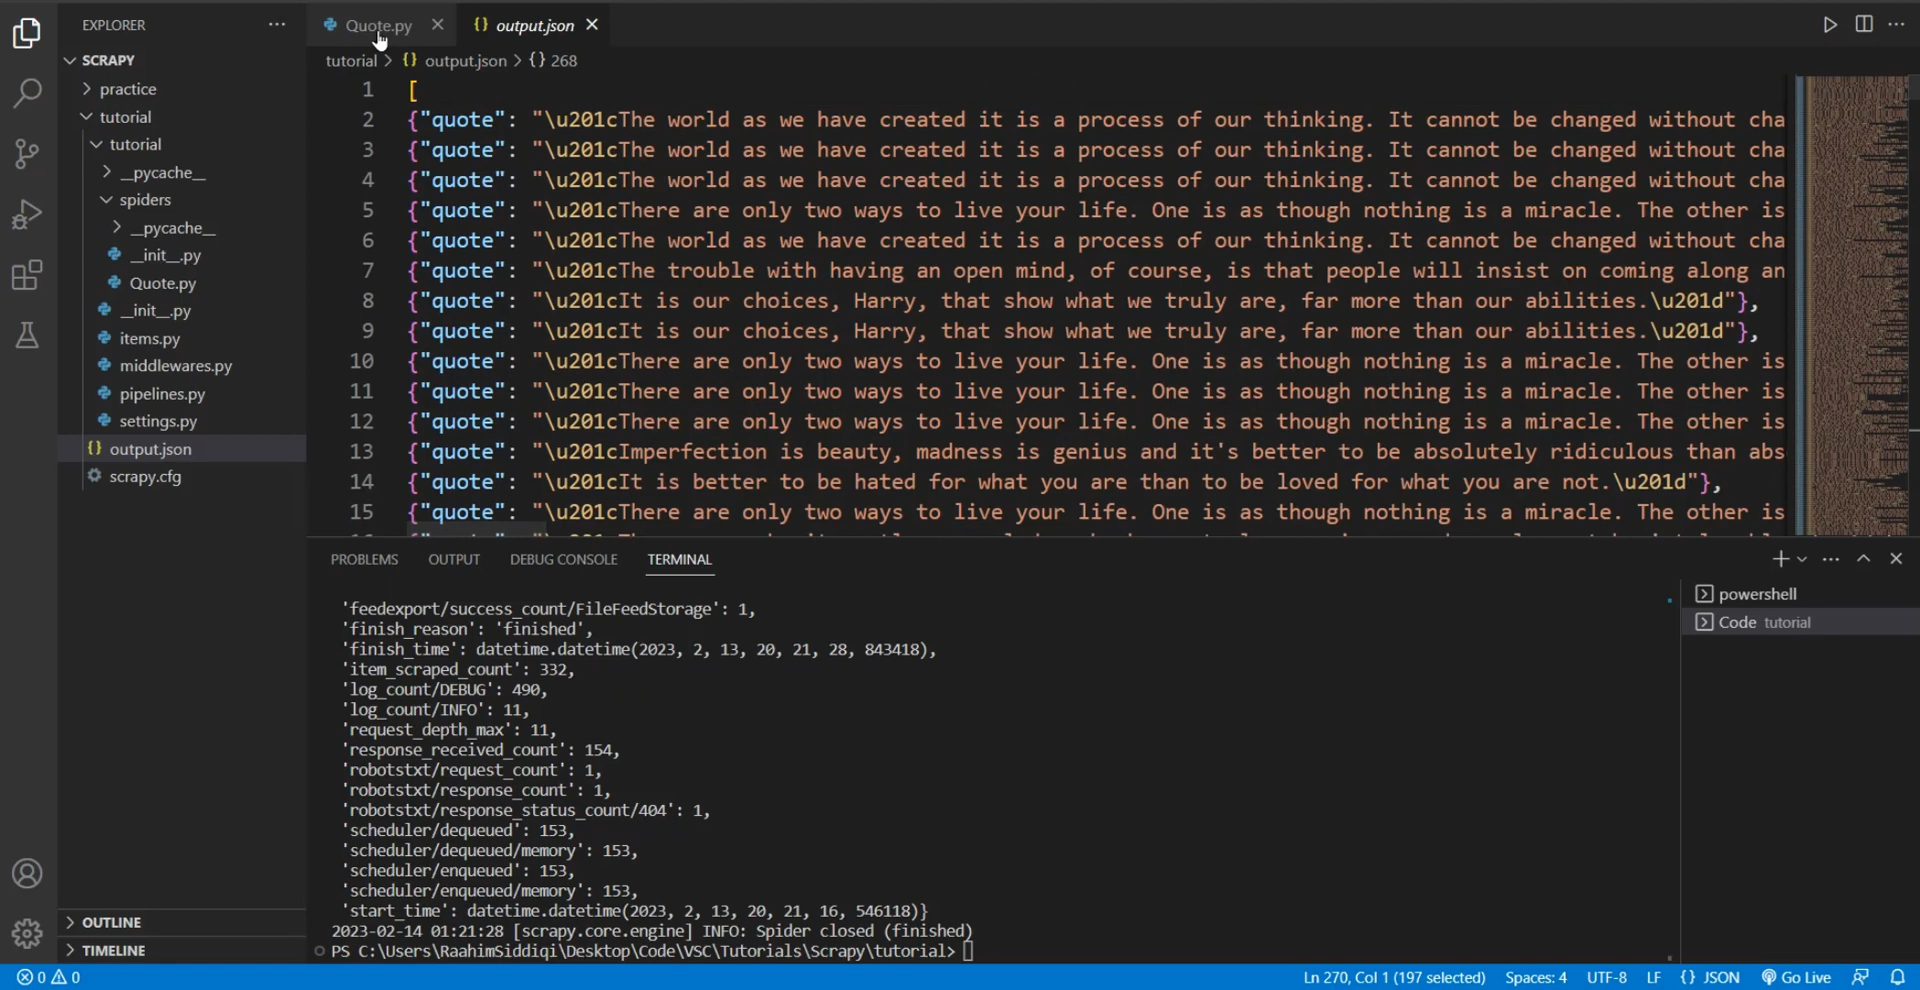 EXPLORER
Quote.py
output.json
SCRAPY
tutorial > {} output.json > {} 268
practice
tutorial
tutorial
__pycache__
spiders
__pycache__
__init__.py
Quote.py
__init__.py
items.py
middlewares.py
pipelines.py
settings.py
{} output.json
scrapy.cfg
1 [
2 {"quote": "\u201cThe world as we have created it is a process of our thinking. It cannot be changed without cha
3 {"quote": "\u201cThe world as we have created it is a process of our thinking. It cannot be changed without cha
4 {"quote": "\u201cThe world as we have created it is a process of our thinking. It cannot be changed without cha
5 {"quote": "\u201cThere are only two ways to live your life. One is as though nothing is a miracle. The other is
6 {"quote": "\u201cThe world as we have created it is a process of our thinking. It cannot be changed without cha
7 {"quote": "\u201cThe trouble with having an open mind, of course, is that people will insist on coming along an
8 {"quote": "\u201cIt is our choices, Harry, that show what we truly are, far more than our abilities.\u201d"},
9 {"quote": "\u201cIt is our choices, Harry, that show what we truly are, far more than our abilities.\u201d"},
10 {"quote": "\u201cThere are only two ways to live your life. One is as though nothing is a miracle. The other is
11 {"quote": "\u201cThere are only two ways to live your life. One is as though nothing is a miracle. The other is
12 {"quote": "\u201cThere are only two ways to live your life. One is as though nothing is a miracle. The other is
13 {"quote": "\u201cImperfection is beauty, madness is genius and it's better to be absolutely ridiculous than abs
14 {"quote": "\u201cIt is better to be hated for what you are than to be loved for what you are not.\u201d"},
15 {"quote": "\u201cThere are only two ways to live your life. One is as though nothing is a miracle. The other is
PROBLEMS OUTPUT DEBUG CONSOLE TERMINAL
'feedexport/success_count/FileFeedStorage': 1,
'finish_reason': 'finished',
'finish_time': datetime.datetime(2023, 2, 13, 20, 21, 28, 843418),
'item_scraped_count': 332,
'log_count/DEBUG': 490,
'log_count/INFO': 11,
'request_depth_max': 11,
'response_received_count': 154,
'robotstxt/request_count': 1,
'robotstxt/response_count': 1,
'robotstxt/response_status_count/404': 1,
'scheduler/dequeued': 153,
'scheduler/dequeued/memory': 153,
'scheduler/enqueued': 153,
'scheduler/enqueued/memory': 153,
'start_time': datetime.datetime(2023, 2, 13, 20, 21, 16, 546118)}
2023-02-14 01:21:28 [scrapy.core.engine] INFO: Spider closed (finished)
PS C:\Users\RaahimSiddiqi\Desktop\Code\VSC\Tutorials\Scrapy\tutorial>
powershell
Code tutorial
OUTLINE
TIMELINE
0 0
Ln 270, Col 1 (197 selected) Spaces: 4 UTF-8 LF {} JSON Go Live